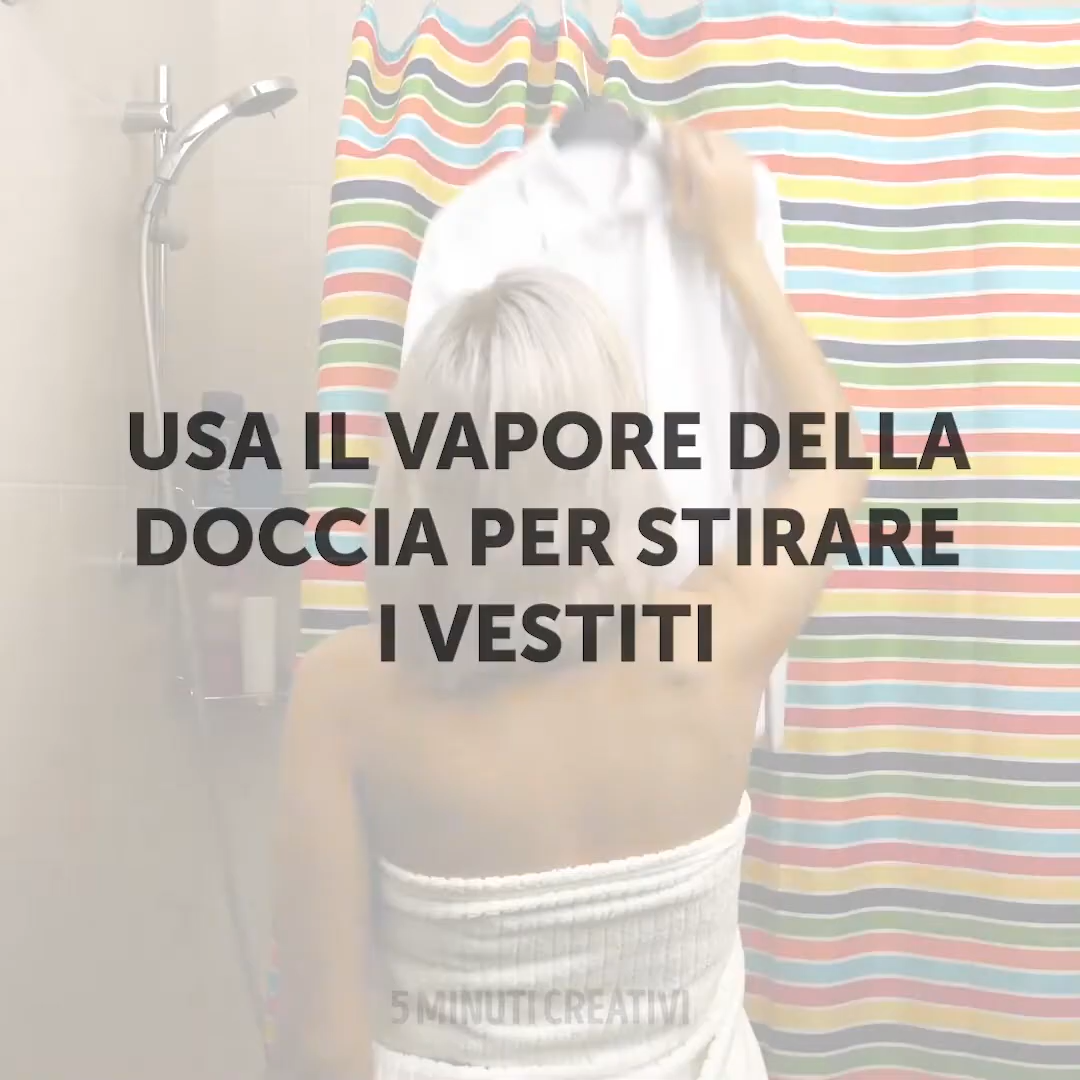 USA IL VAPORE DELLA
DOCCIA PER STIRARE
I VESTITI
5 MINUTI CREATIVI